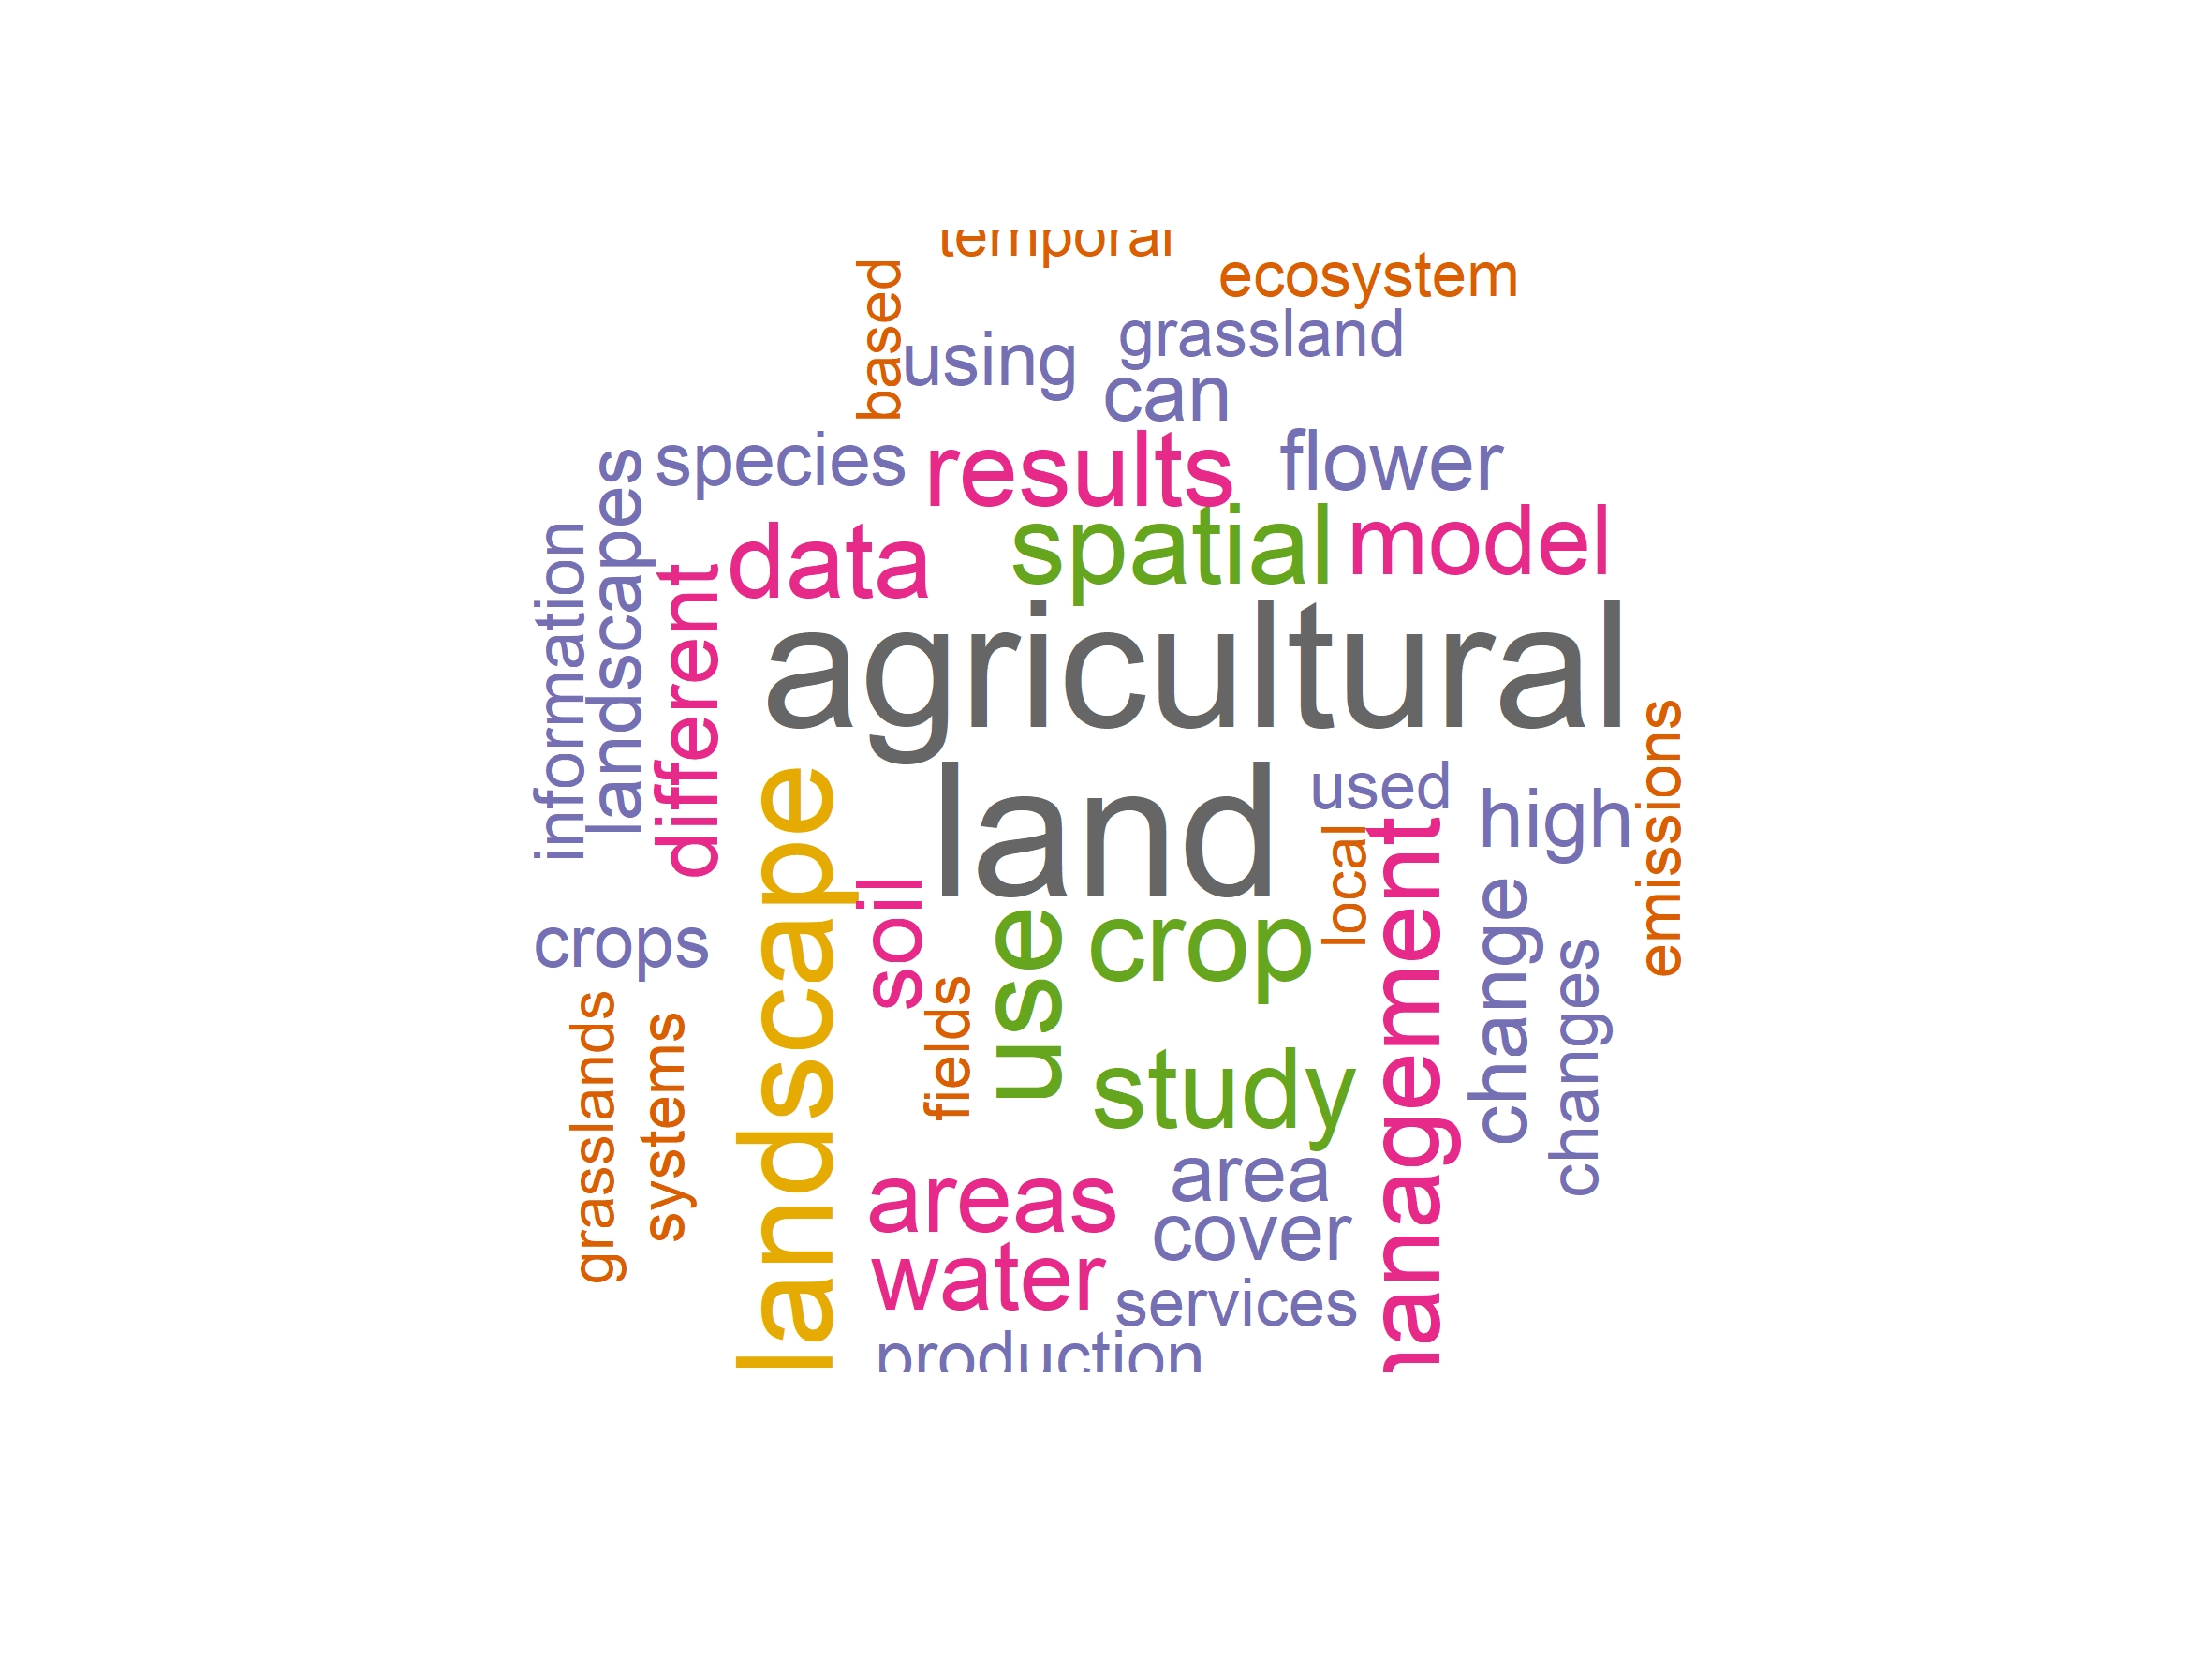 temporal
ecosystem
based
using
grassland
can
species
results
flower
information
landscapes
different
data
spatial
model
agricultural
land
used
high
emissions
landscape
soil
local
management
crops
use
crop
change
changes
fields
grasslands
systems
study
areas
area
cover
water
services
production